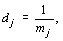 d_j = 1/m_j,